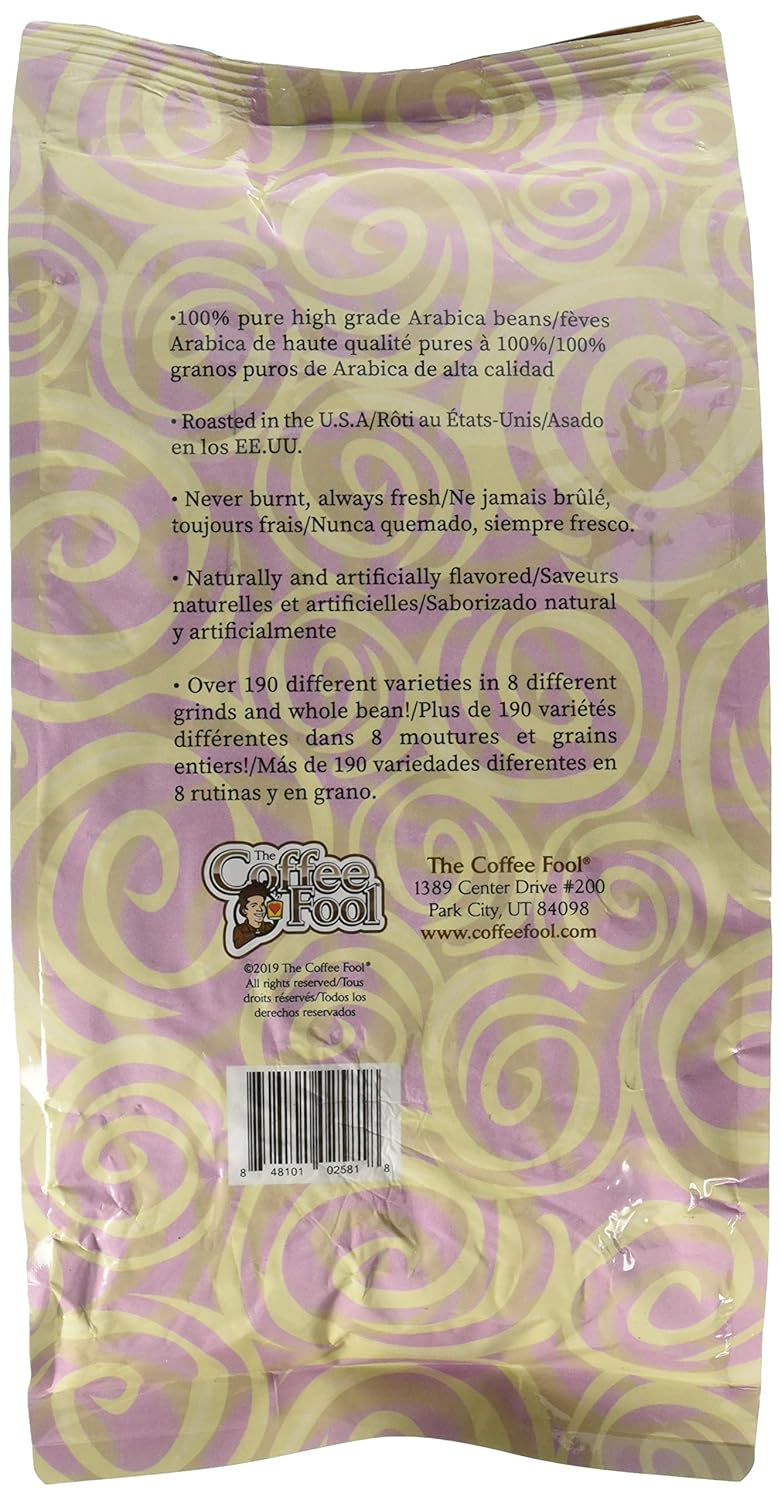 •100% pure high grade Arabica beans/fèves
Arabica de haute qualité pures à 100%/100%
granos puros de Arabica de alta calidad
• Roasted in the U.S.A/Rôti au États-Unis/Asado
en los EE.UU.
• Never burnt, always fresh/Ne jamais brûlé,
toujours frais/Nunca quemado, siempre fresco.
• Naturally and artificially flavored/Saveurs
naturelles et artificielles/Saborizado natural
y artificialmente
• Over 190 different varieties in 8 different
grinds and whole bean!/Plus de 190 variétés
différentes dans 8 moutures et grains
entiers!/Más de 190 variedades diferentes en
8 rutinas y en grano.
The
Coffee
Fool
The Coffee Fool®
1389 Center Drive #200
Park City, UT 84098
www.coffeefool.com
©2019 The Coffee Fool®
All rights reserved/Tous
droits réservés/Todos los
derechos reservados
8 48101 02581 8